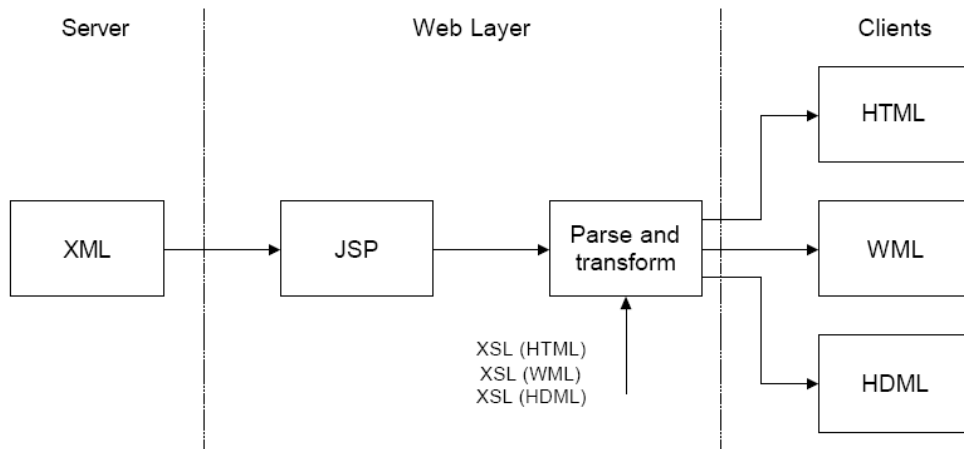 Server
Web Layer
Clients
HTML
XML
JSP
Parse and
transform
WML
XSL (HTML)
XSL (WML)
XSL (HDML)
HDML